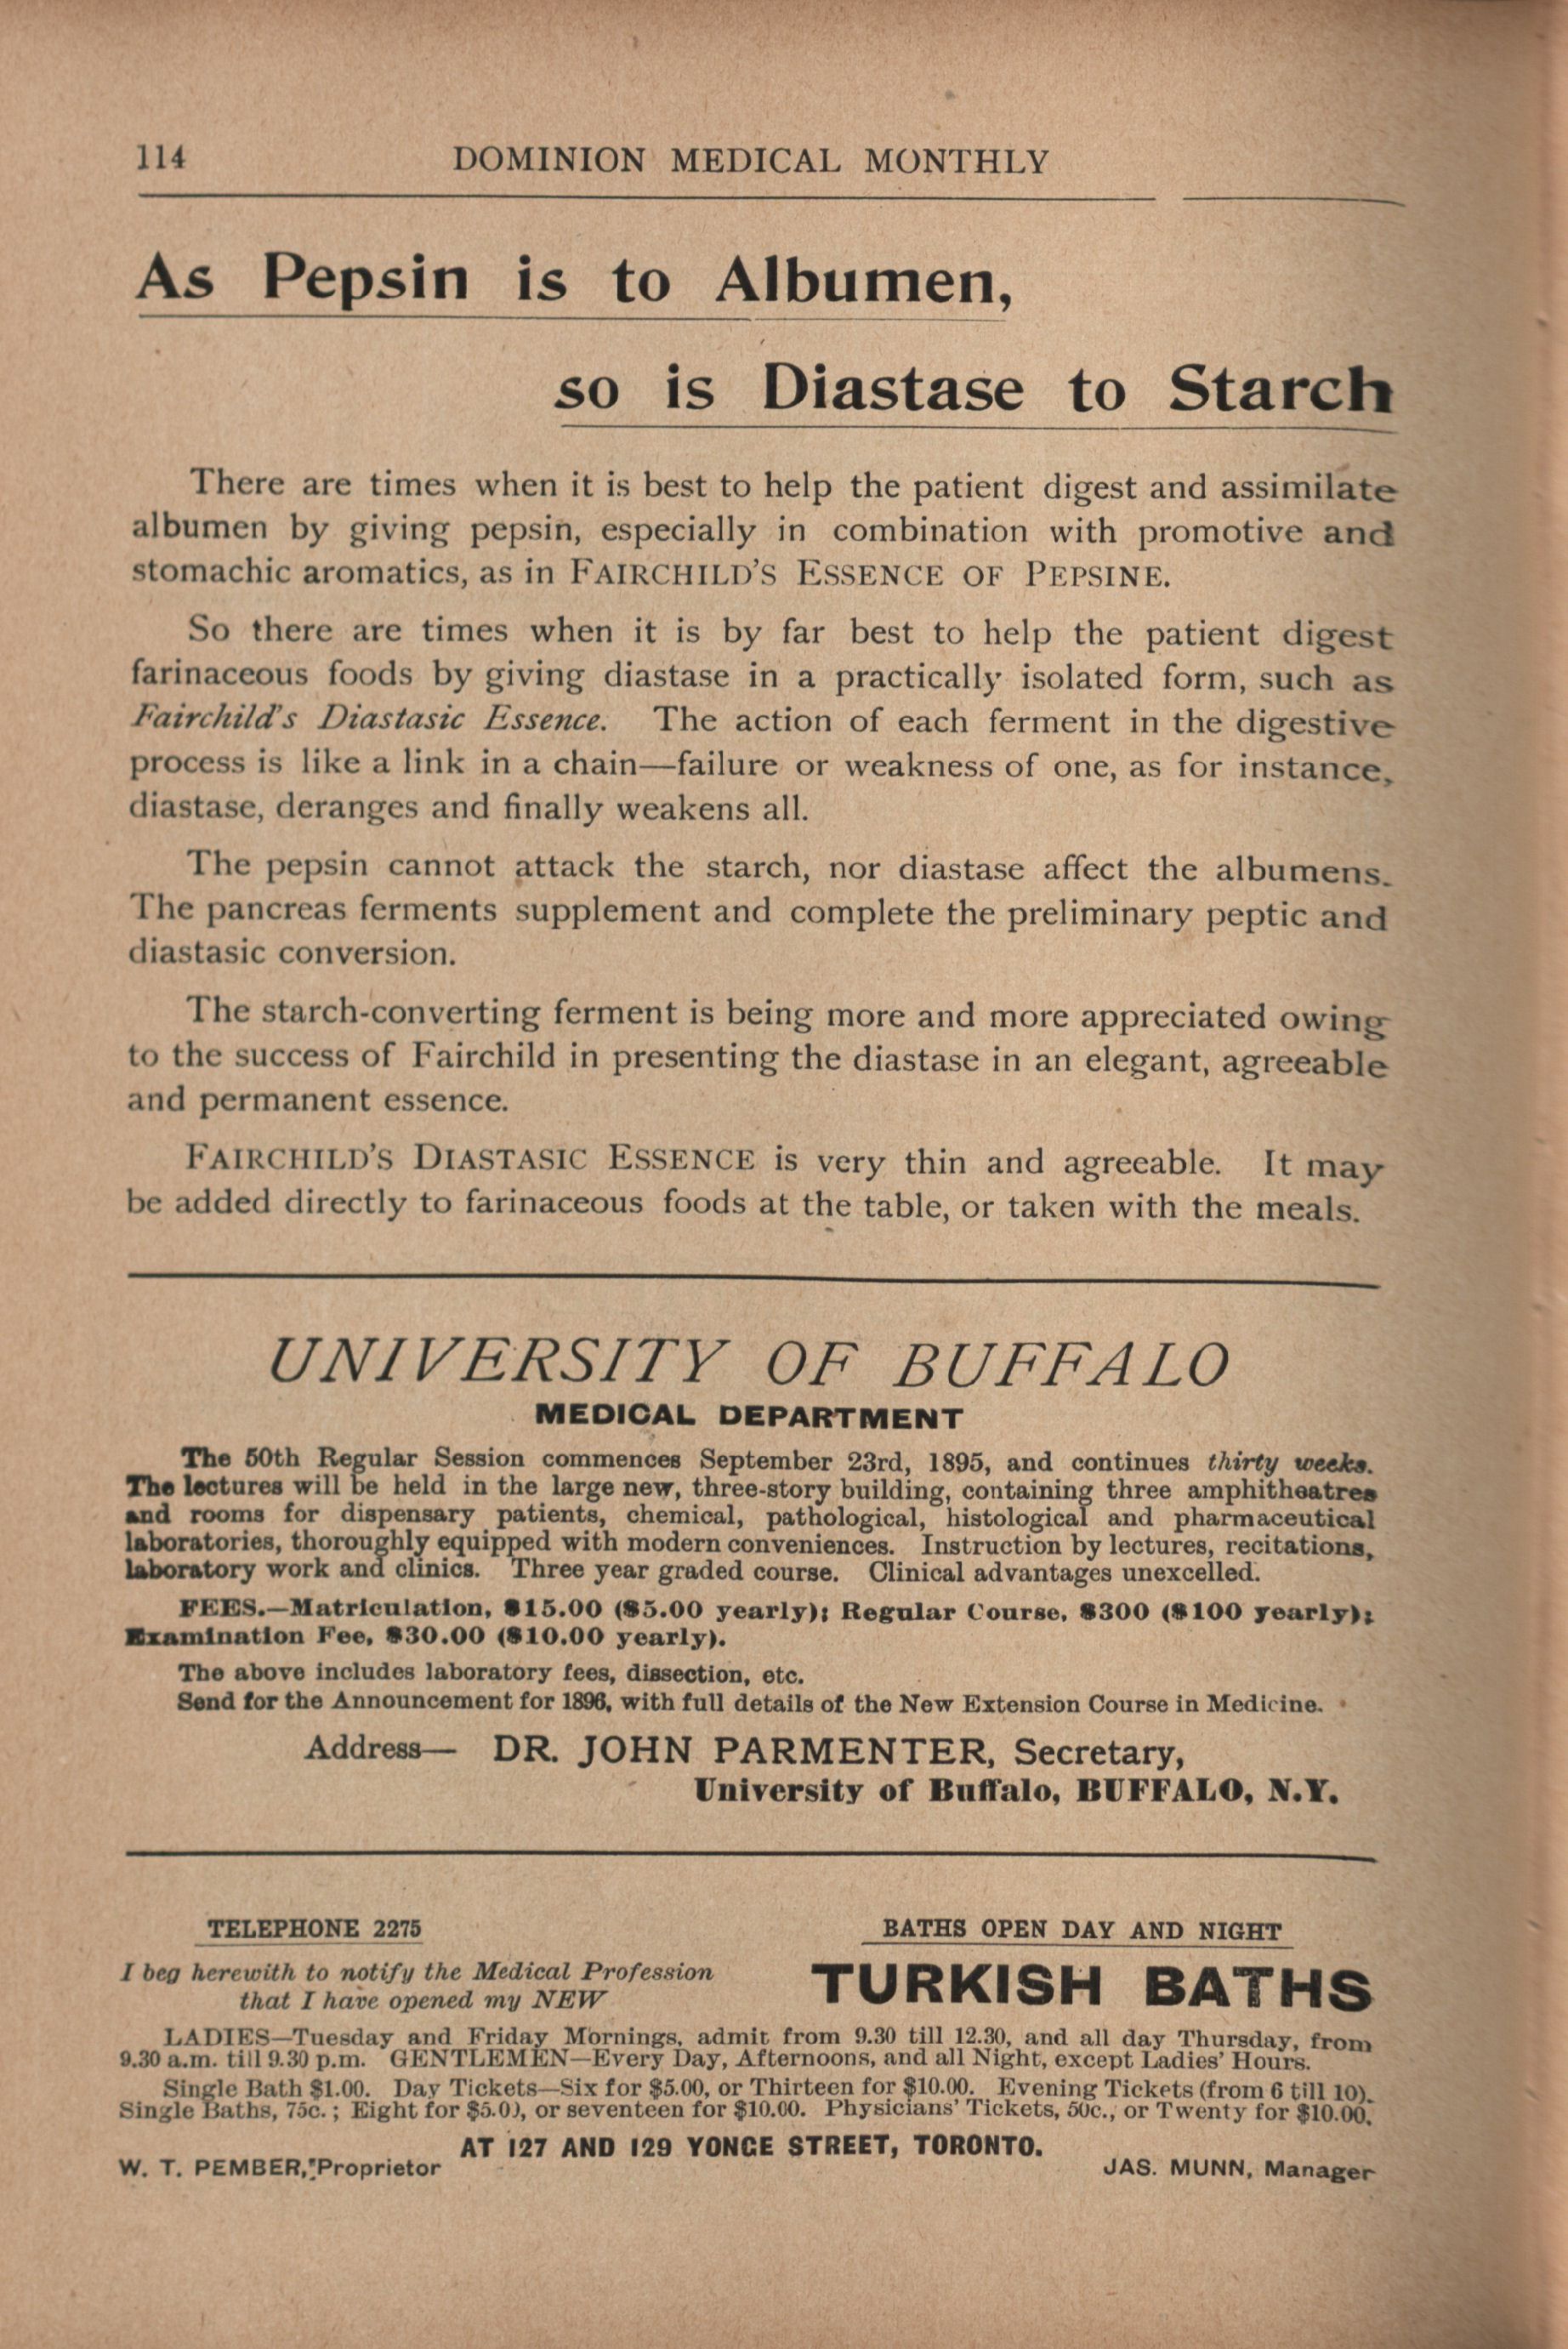 114 DOMINION MEDICAL MONTHLY
As Pepsin is to Albumen,
so is Diastase to Starch
There are times when it is best to help the patient digest and assimilate
albumen by giving pepsin, especially in combination with promotive and
stomachic aromatics, as in FAIRCHILD'S ESSENCE OF PEPSINE.
So there are times when it is by far best to help the patient digest
farinaceous foods by giving diastase in a practically isolated form, such as
Fairchild's Diastasic Essence. The action of each ferment in the digestive
process is like a link in a chain—failure or weakness of one, as for instance,
diastase, deranges and finally weakens all.
The pepsin cannot attack the starch, nor diastase affect the albumens.
The pancreas ferments supplement and complete the preliminary peptic and
diastasic conversion.
The starch-converting ferment is being more and more appreciated owing
to the success of Fairchild in presenting the diastase in an elegant, agreeable
and permanent essence.
FAIRCHILD'S DIASTASIC ESSENCE is very thin and agreeable. It may
be added directly to farinaceous foods at the table, or taken with the meals.
UNIVERSITY OF BUFFALO
MEDICAL DEPARTMENT
The 50th Regular Session commences September 23rd, 1895, and continues thirty weeks.
The lectures will be held in the large new, three-story building, containing three amphitheatres
and rooms for dispensary patients, chemical, pathological, histological and pharmaceutical
laboratories, thoroughly equipped with modern conveniences. Instruction by lectures, recitations,
laboratory work and clinics. Three year graded course. Clinical advantages unexcelled.
FEES.—Matriculation, $15.00 ($5.00 yearly); Regular Course, $300 ($100 yearly);
Examination Fee, $30.00 ($10.00 yearly).
The above includes laboratory fees, dissection, etc.
Send for the Announcement for 1896, with full details of the New Extension Course in Medicine.
Address— DR. JOHN PARMENTER, Secretary,
University of Buffalo, BUFFALO, N.Y.
TELEPHONE 2275 BATHS OPEN DAY AND NIGHT
I beg herewith to notify the Medical Profession
that I have opened my NEW TURKISH BATHS
LADIES—Tuesday and Friday Mornings, admit from 9.30 till 12.30, and all day Thursday, from
9.30 a.m. till 9.30 p.m. GENTLEMEN—Every Day, Afternoons, and all Night, except Ladies' Hours.
Single Bath $1.00. Day Tickets—Six for $5.00, or Thirteen for $10.00. Evening Tickets (from 6 till 10).
Single Baths, 75c.; Eight for $5.00, or seventeen for $10.00. Physicians' Tickets, 50c., or Twenty for $10.00.
AT 127 AND 129 YONGE STREET, TORONTO.
W. T. PEMBER, Proprietor JAS. MUNN, Manager